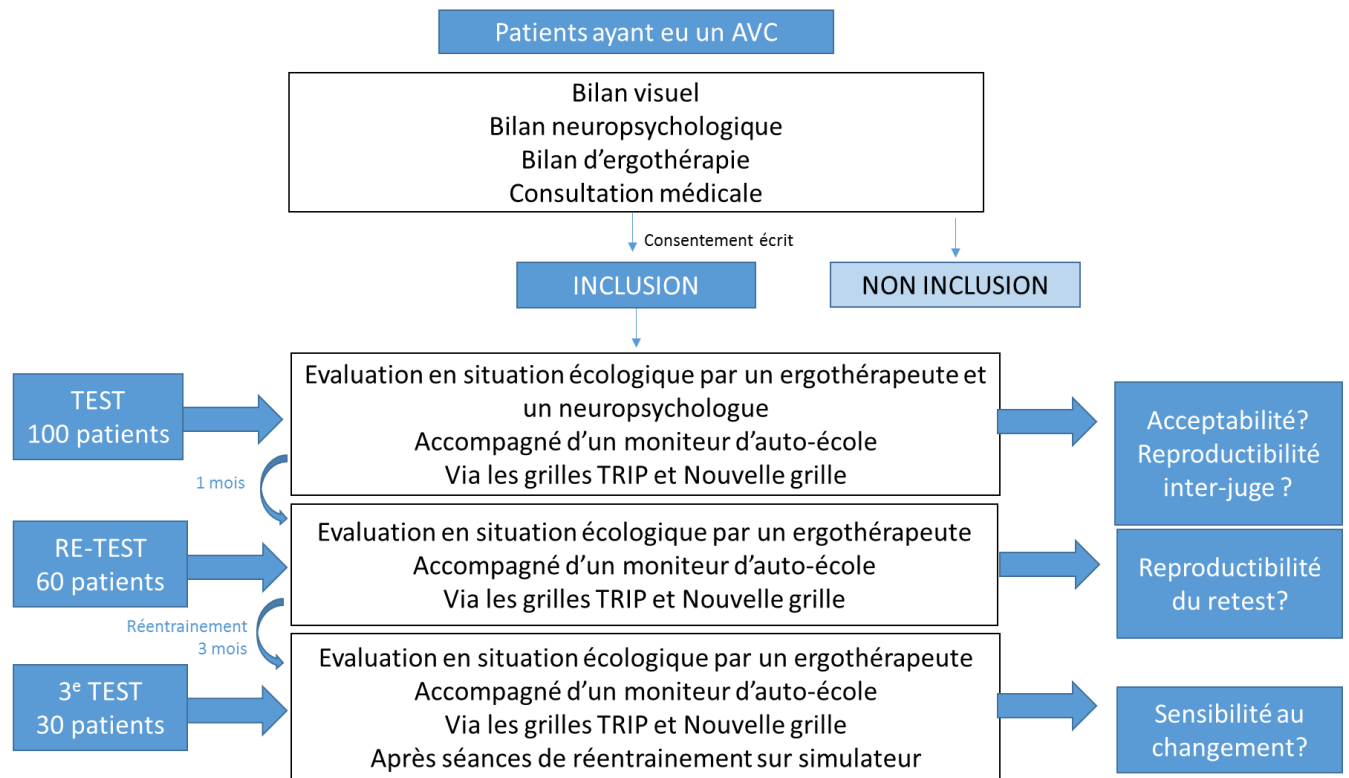 Patients ayant eu un AVC
Bilan visuel
Bilan neuropsychologique
Bilan d'ergothérapie
Consultation médicale
Consentement écrit
INCLUSION
NON INCLUSION
TEST
100 patients
Evaluation en situation écologique par un ergothérapeute et
un neuropsychologue
Accompagné d'un moniteur d'auto-école
Via les grilles TRIP et Nouvelle grille
Acceptabilité?
Reproductibilité
inter-juge ?
1 mois
RE-TEST
60 patients
Evaluation en situation écologique par un ergothérapeute
Accompagné d'un moniteur d'auto-école
Via les grilles TRIP et Nouvelle grille
Reproductibilité
du retest?
Réentrainement
3 mois
3e TEST
30 patients
Evaluation en situation écologique par un ergothérapeute
Accompagné d'un moniteur d'auto-école
Via les grilles TRIP et Nouvelle grille
Après séances de réentrainement sur simulateur
Sensibilité au
changement?